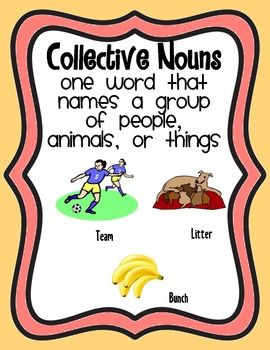 Collective Nouns
one word that
names a group
of people,
animals, or things
Team
Litter
Bunch